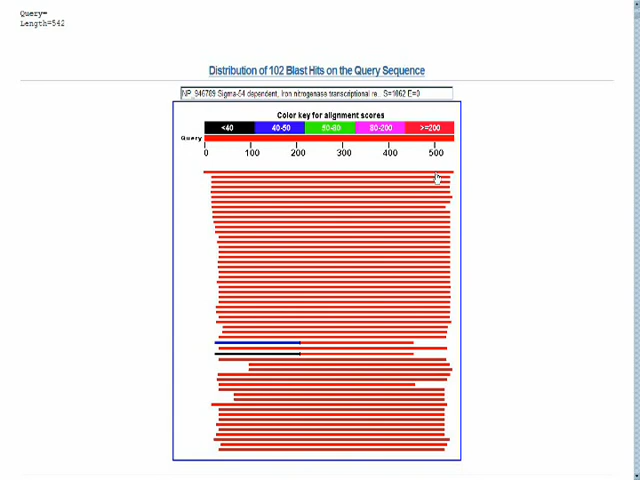 Query=
Length=542
Distribution of 102 Blast Hits on the Query Sequence
NP_946769 Sigma-54 dependent, Iron nitrogenase transcriptional re.. S=1062 E=0
Color key for alignment scores
<40 40-50 50-80 80-200 >=200
Query
0 100 200 300 400 500